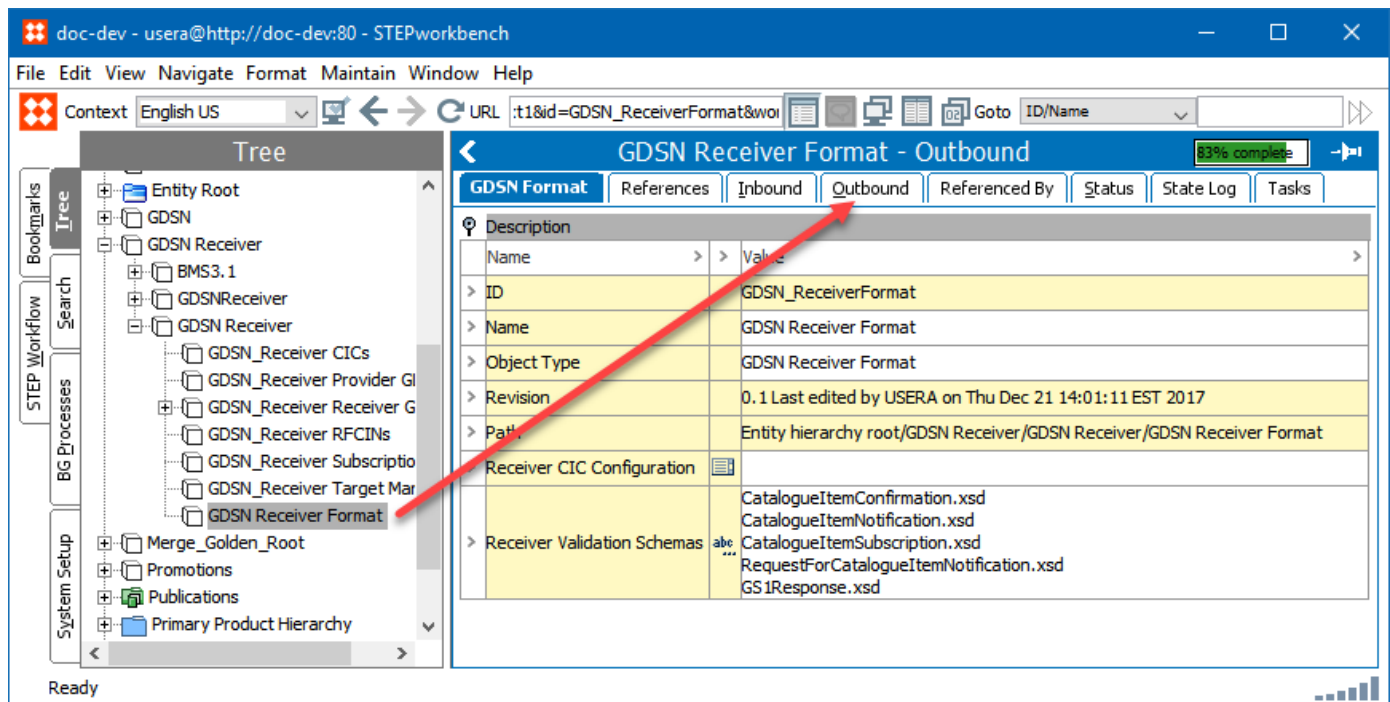 doc-dev - usera@http://doc-dev:80 - STEPworkbench
File Edit View Navigate Format Maintain Window Help
Context English US URL :t1&id=GDSN_ReceiverFormat&wor Goto ID/Name
Tree
GDSN Receiver Format - Outbound
83% complete
Bookmarks
Tree
Search
STEP Workflow
BG Processes
System Setup
Entity Root
GDSN
GDSN Receiver
BMS3.1
GDSNReceiver
GDSN Receiver
GDSN_Receiver CICs
GDSN_Receiver Provider Gl
GDSN_Receiver Receiver G
GDSN_Receiver RFCINs
GDSN_Receiver Subscriptio
GDSN_Receiver Target Mar
GDSN Receiver Format
Merge_Golden_Root
Promotions
Publications
Primary Product Hierarchy
GDSN Format References Inbound Outbound Referenced By Status State Log Tasks
Description
Name > > Value >
> ID GDSN_ReceiverFormat
> Name GDSN Receiver Format
> Object Type GDSN Receiver Format
> Revision 0.1 Last edited by USERA on Thu Dec 21 14:01:11 EST 2017
> Path Entity hierarchy root/GDSN Receiver/GDSN Receiver/GDSN Receiver Format
> Receiver CIC Configuration
> Receiver Validation Schemas abc
CatalogueItemConfirmation.xsd
CatalogueItemNotification.xsd
CatalogueItemSubscription.xsd
RequestForCatalogueItemNotification.xsd
GS1Response.xsd
Ready